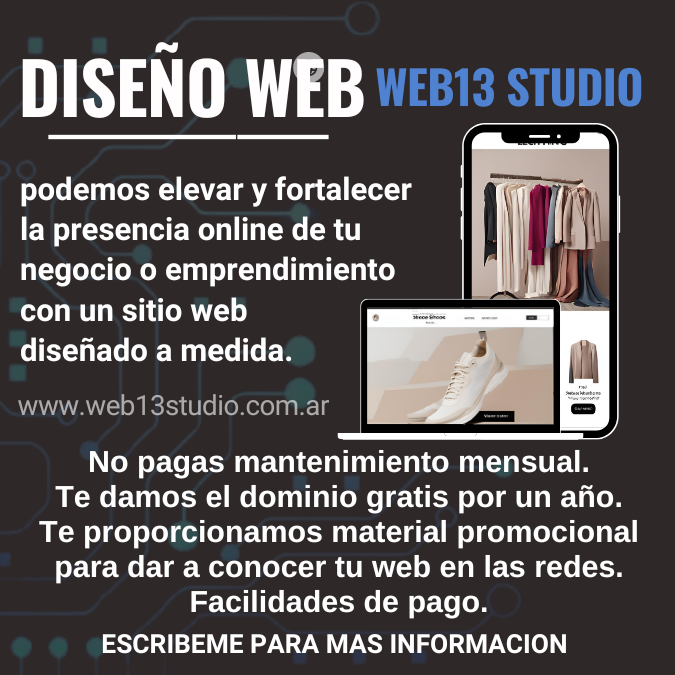 DISEÑO WEB WEB13 STUDIO
podemos elevar y fortalecer
la presencia online de tu
negocio o emprendimiento
con un sitio web
diseñado a medida.
www.web13studio.com.ar
No pagas mantenimiento mensual.
Te damos el dominio gratis por un año.
Te proporcionamos material promocional
para dar a conocer tu web en las redes.
Facilidades de pago.
ESCRIBEME PARA MAS INFORMACION